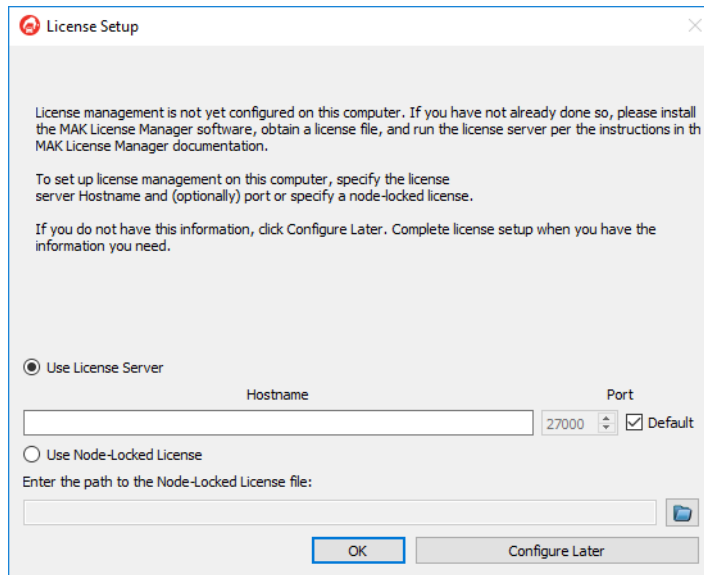 License Setup
License management is not yet configured on this computer. If you have not already done so, please install
the MAK License Manager software, obtain a license file, and run the license server per the instructions in th
MAK License Manager documentation.
To set up license management on this computer, specify the license
server Hostname and (optionally) port or specify a node-locked license.
If you do not have this information, click Configure Later. Complete license setup when you have the
information you need.
Use License Server
Hostname Port
27000 Default
Use Node-Locked License
Enter the path to the Node-Locked License file:
OK Configure Later